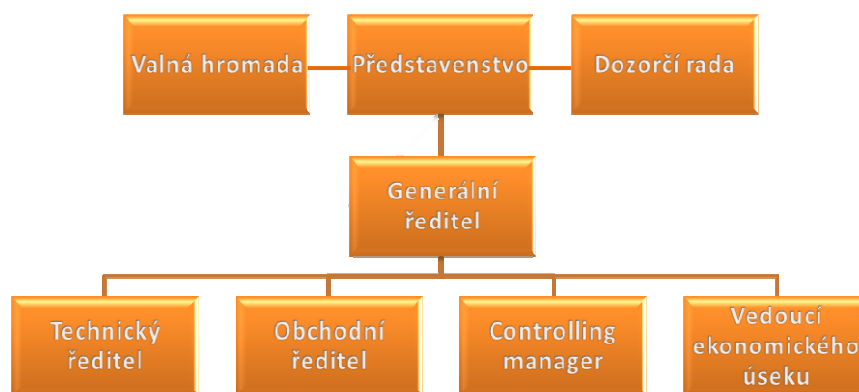 Valná hromada
Představenstvo
Dozorčí rada
Generální
ředitel
Technický
ředitel
Obchodní
ředitel
Controlling
manager
Vedoucí
ekonomického
úseku